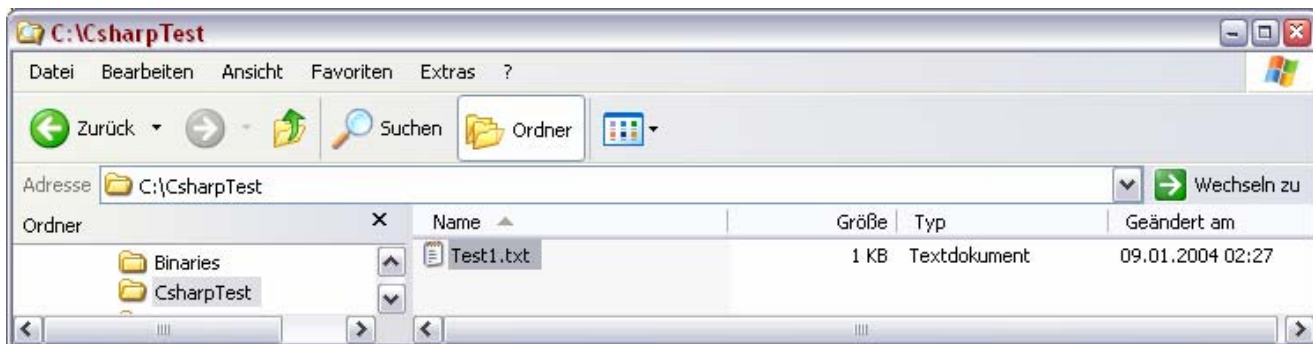 C:\CsharpTest
Datei Bearbeiten Ansicht Favoriten Extras ?
Zurück Suchen Ordner
Adresse C:\CsharpTest Wechseln zu
Ordner Name Größe Typ Geändert am
Binaries Test1.txt 1 KB Textdokument 09.01.2004 02:27
CsharpTest